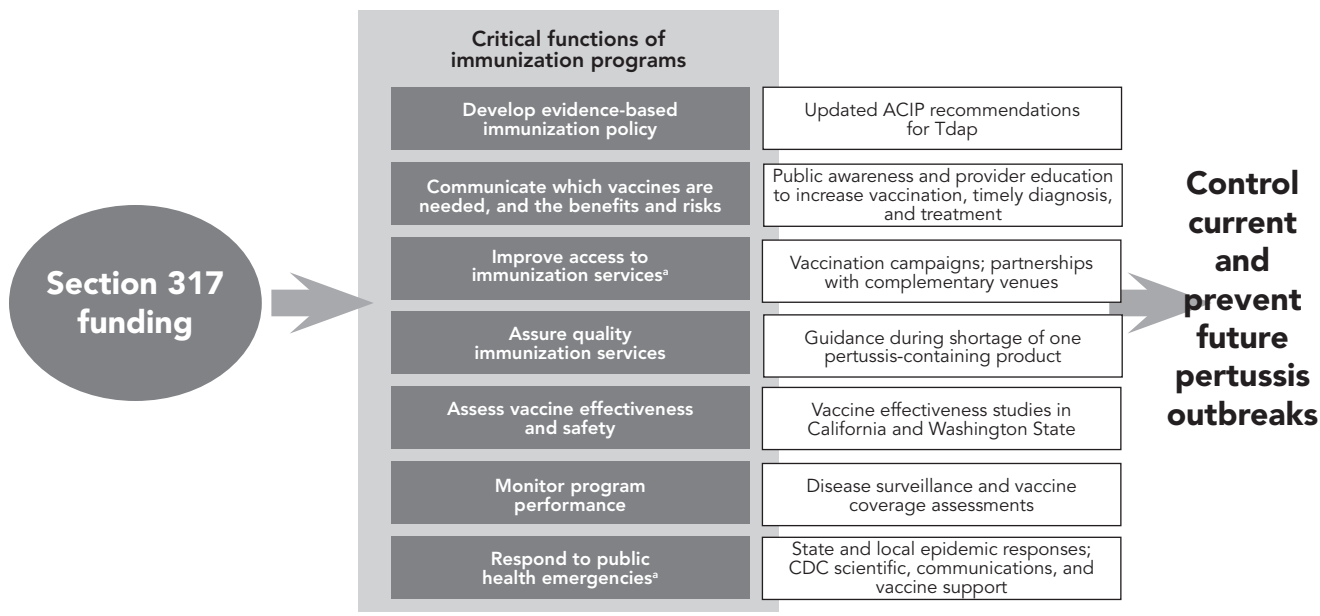 Critical functions of
immunization programs
Section 317
funding
Develop evidence-based
immunization policy
Updated ACIP recommendations
for Tdap
Communicate which vaccines are
needed, and the benefits and risks
Public awareness and provider education
to increase vaccination, timely diagnosis,
and treatment
Improve access to
immunization servicesᵃ
Vaccination campaigns; partnerships
with complementary venues
Assure quality
immunization services
Guidance during shortage of one
pertussis-containing product
Assess vaccine effectiveness
and safety
Vaccine effectiveness studies in
California and Washington State
Monitor program
performance
Disease surveillance and vaccine
coverage assessments
Respond to public
health emergenciesᵃ
State and local epidemic responses;
CDC scientific, communications, and
vaccine support
Control
current
and
prevent
future
pertussis
outbreaks